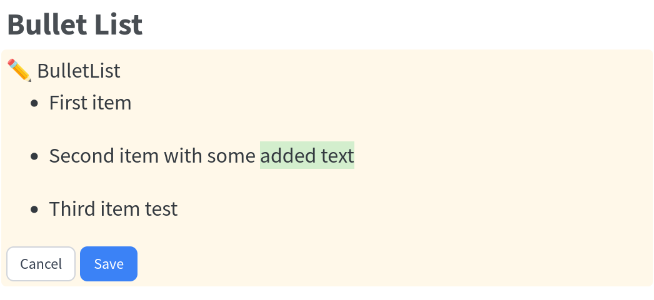 Bullet List
✏️ BulletList
• First item
• Second item with some added text
• Third item test
Cancel Save